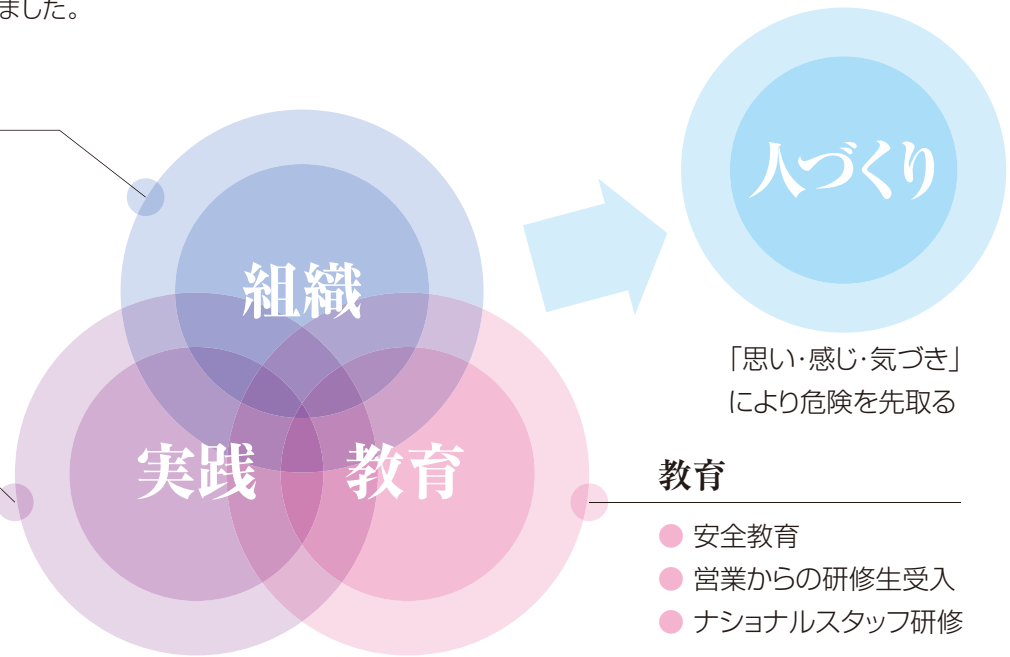 ました。
人づくり
組織
「思い・感じ・気づき」
により危険を先取る
実践
教育
教育
● 安全教育
● 営業からの研修生受入
● ナショナルスタッフ研修